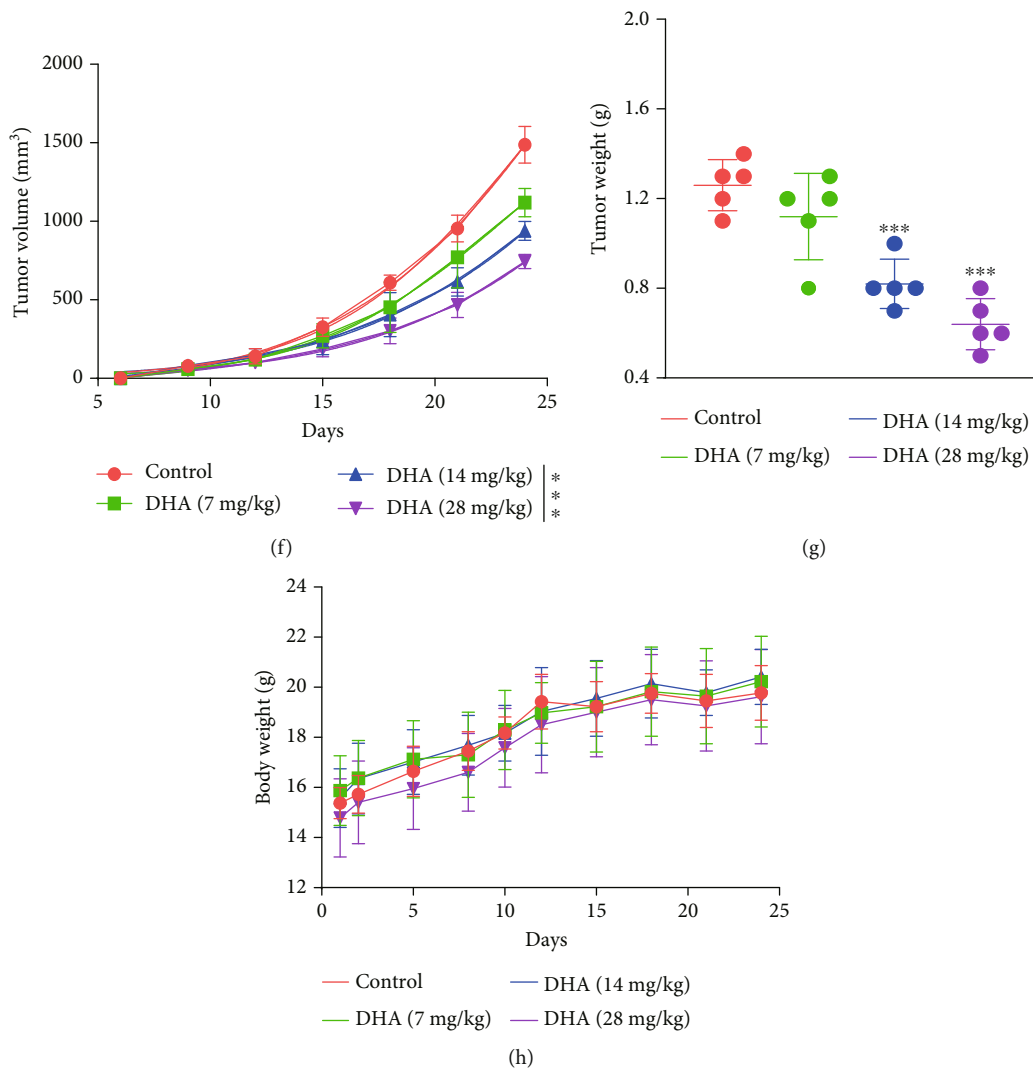 2000
1500
1000
500
0
Tumor volume (mm³)
5 10 15 20 25
Days
Control
DHA (7 mg/kg)
DHA (14 mg/kg)
DHA (28 mg/kg)
***
(f)
1.6
1.2
0.8
0.4
2.0
Tumor weight (g)
***
***
Control
DHA (7 mg/kg)
DHA (14 mg/kg)
DHA (28 mg/kg)
(g)
24
22
20
18
16
14
12
Body weight (g)
0 5 10 15 20 25
Days
Control
DHA (7 mg/kg)
DHA (14 mg/kg)
DHA (28 mg/kg)
(h)